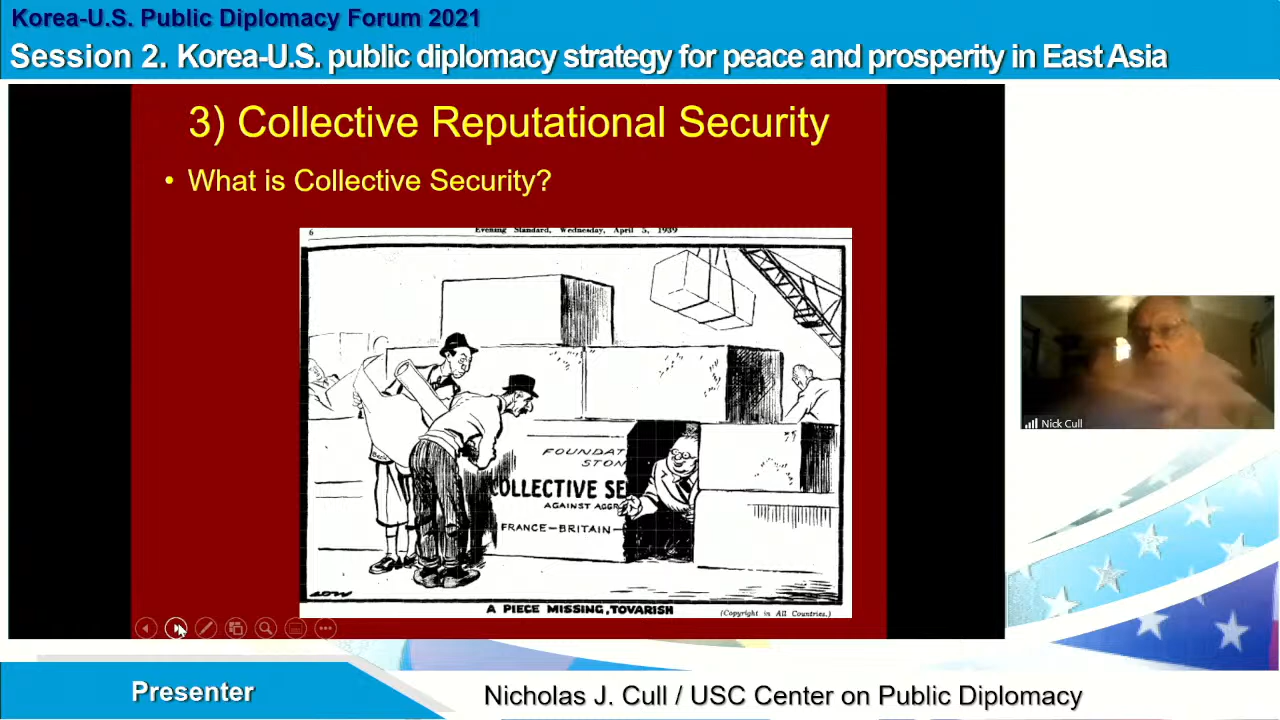 Korea-U.S. Public Diplomacy Forum 2021
Session 2. Korea-U.S. public diplomacy strategy for peace and prosperity in East Asia
3) Collective Reputational Security
• What is Collective Security?
6
Evening Standard, Wednesday, April 5, 1939
FOUNDAT
STON
COLLECTIVE SE
AGAINST AGGR
FRANCE—BRITAIN—
LOW
A PIECE MISSING, TOVARISH
(Copyright in All Countries.)
Nick Cull
Presenter
Nicholas J. Cull / USC Center on Public Diplomacy